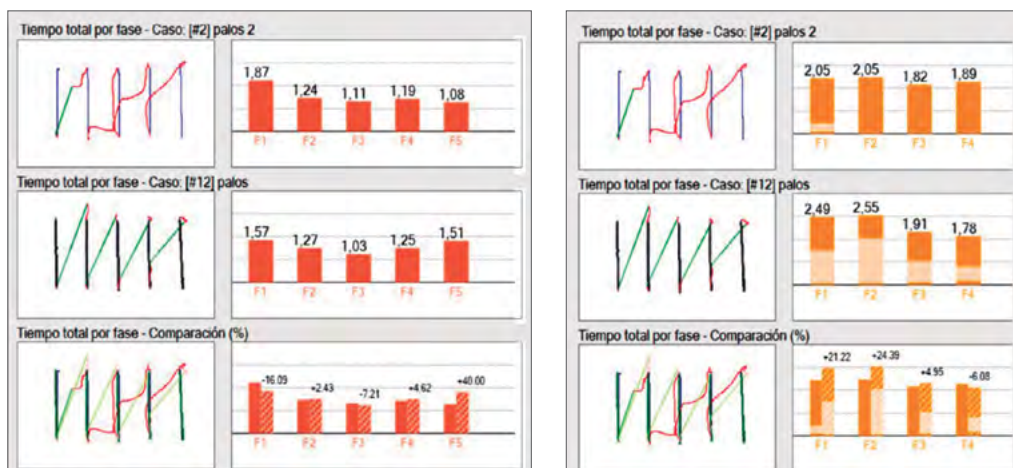 Tiempo total por fase - Caso: [#2] palos 2
1,87
1,24
1,11
1,19
1,08
F1
F2
F3
F4
F5
Tiempo total por fase - Caso: [#12] palos
1,57
1,27
1,03
1,25
1,51
F1
F2
F3
F4
F5
Tiempo total por fase - Comparación (%)
-16.09
+2.43
-7.21
+4.62
+40.00
F1
F2
F3
F4
F5
Tiempo total por fase - Caso: [#2] palos 2
2,05
2,05
1,82
1,89
F1
F2
F3
F4
Tiempo total por fase - Caso: [#12] palos
2,49
2,55
1,91
1,78
F1
F2
F3
F4
Tiempo total por fase - Comparación (%)
+21.22
+24.39
+4.95
-6.08
F1
F2
F3
F4